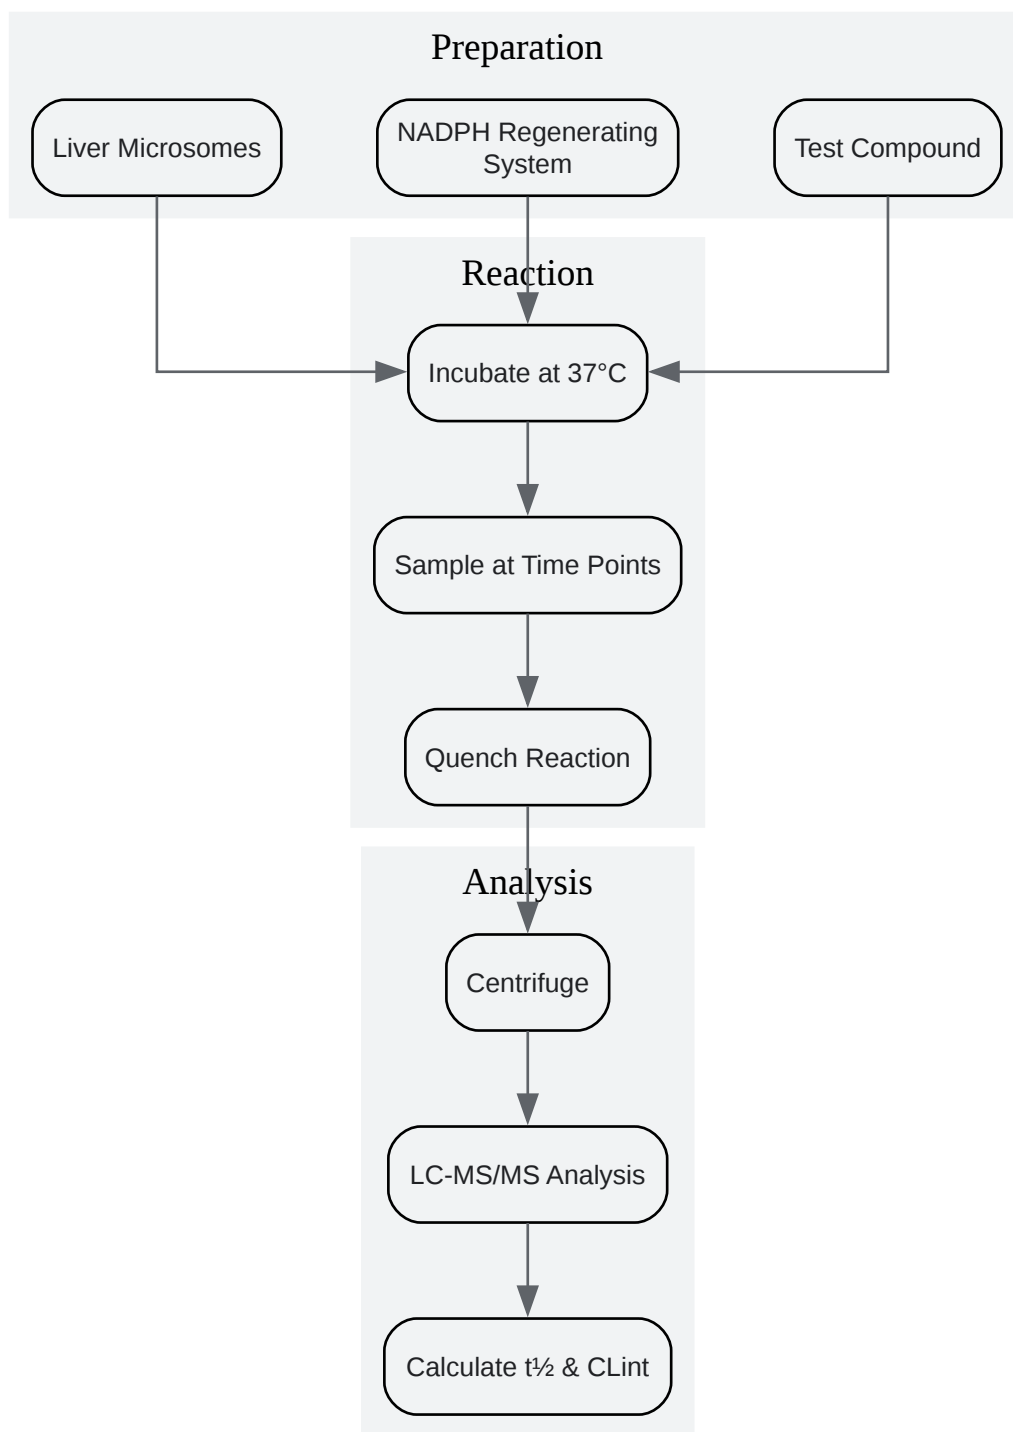 Preparation
Liver Microsomes
NADPH Regenerating
System
Test Compound
Reaction
Incubate at 37°C
Sample at Time Points
Quench Reaction
Analysis
Centrifuge
LC-MS/MS Analysis
Calculate t½ & CLint